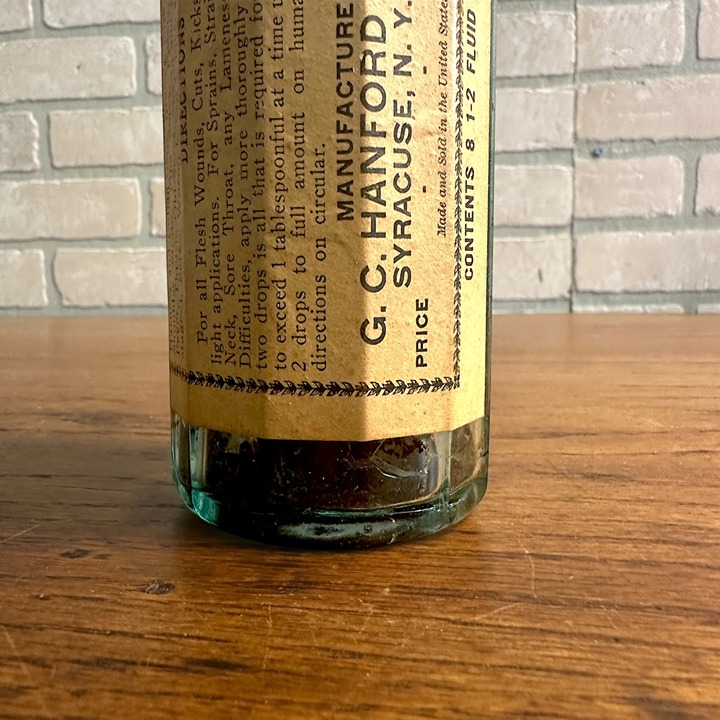 DIRECTIONS
For all Flesh Wounds, Cuts, Kicks
light applications. For Sprains, Strai
Neck, Sore Throat, any Lameness
Difficulties, apply more thoroughly
two drops is all that is required fo
to exceed 1 tablespoonful at a time
2 drops to full amount on huma
directions on circular.
MANUFACTURE
G. C. HANFORD
SYRACUSE, N. Y.
PRICE - -
Made and Sold in the United State
CONTENTS 8 1-2 FLUID